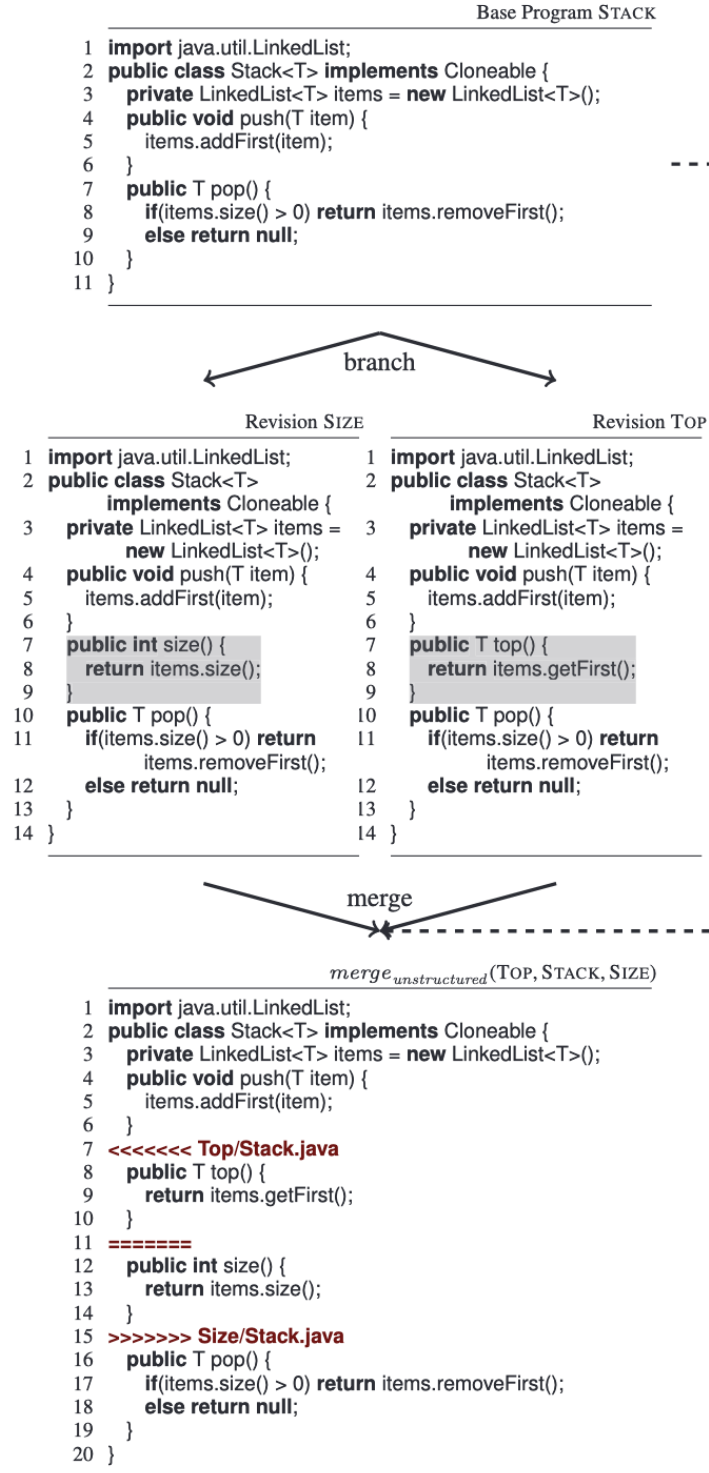 Base Program STACK
1 import java.util.LinkedList;
2 public class Stack<T> implements Cloneable {
3 private LinkedList<T> items = new LinkedList<T>();
4 public void push(T item) {
5 items.addFirst(item);
6 }
7 public T pop() {
8 if(items.size() > 0) return items.removeFirst();
9 else return null;
10 }
11 }
branch
Revision SIZE
1 import java.util.LinkedList;
2 public class Stack<T>
implements Cloneable {
3 private LinkedList<T> items =
new LinkedList<T>();
4 public void push(T item) {
5 items.addFirst(item);
6 }
7 public int size() {
8 return items.size();
9 }
10 public T pop() {
11 if(items.size() > 0) return
items.removeFirst();
12 else return null;
13 }
14 }
Revision TOP
1 import java.util.LinkedList;
2 public class Stack<T>
implements Cloneable {
3 private LinkedList<T> items =
new LinkedList<T>();
4 public void push(T item) {
5 items.addFirst(item);
6 }
7 public T top() {
8 return items.getFirst();
9 }
10 public T pop() {
11 if(items.size() > 0) return
items.removeFirst();
12 else return null;
13 }
14 }
merge
merge unstructured(TOP, STACK, SIZE)
1 import java.util.LinkedList;
2 public class Stack<T> implements Cloneable {
3 private LinkedList<T> items = new LinkedList<T>();
4 public void push(T item) {
5 items.addFirst(item);
6 }
7 <<<<<<< Top/Stack.java
8 public T top() {
9 return items.getFirst();
10 }
11 =======
12 public int size() {
13 return items.size();
14 }
15 >>>>>>> Size/Stack.java
16 public T pop() {
17 if(items.size() > 0) return items.removeFirst();
18 else return null;
19 }
20 }